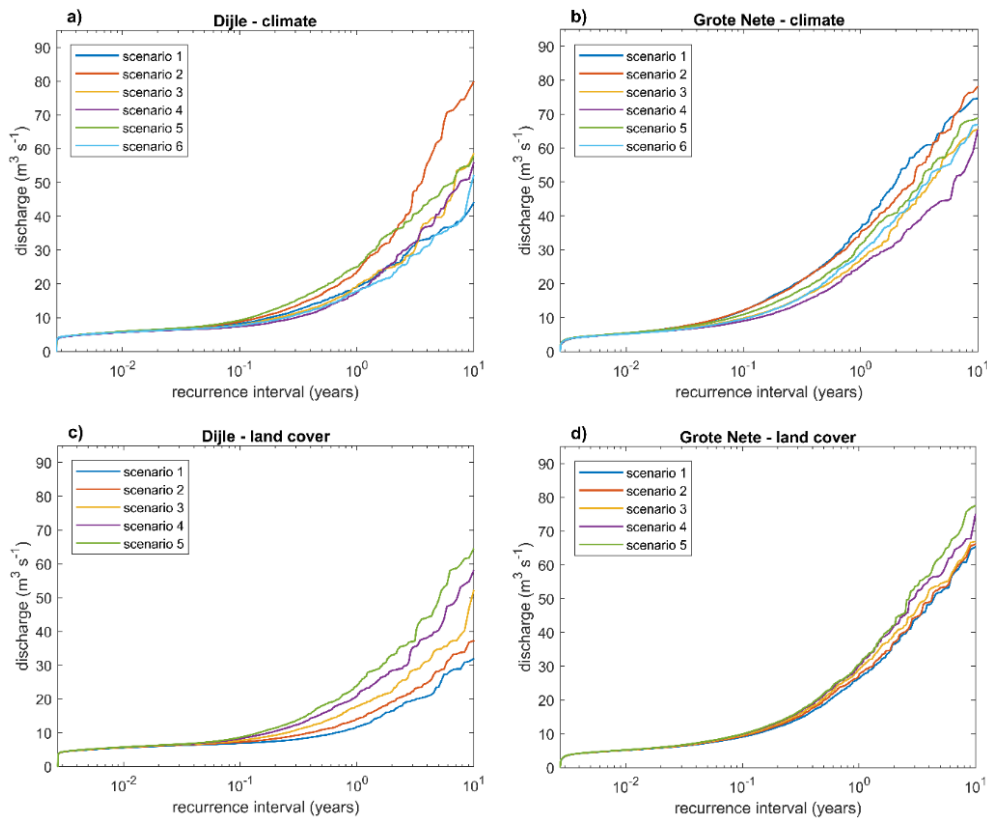 a)
Dijle - climate
90
80
70
60
50
40
30
20
10
0
discharge (m³ s⁻¹)
scenario 1
scenario 2
scenario 3
scenario 4
scenario 5
scenario 6
10⁻²
10⁻¹
10⁰
10¹
recurrence interval (years)
b)
Grote Nete - climate
90
80
70
60
50
40
30
20
10
0
discharge (m³ s⁻¹)
scenario 1
scenario 2
scenario 3
scenario 4
scenario 5
scenario 6
10⁻²
10⁻¹
10⁰
10¹
recurrence interval (years)
c)
Dijle - land cover
90
80
70
60
50
40
30
20
10
0
discharge (m³ s⁻¹)
scenario 1
scenario 2
scenario 3
scenario 4
scenario 5
10⁻²
10⁻¹
10⁰
10¹
recurrence interval (years)
d)
Grote Nete - land cover
90
80
70
60
50
40
30
20
10
0
discharge (m³ s⁻¹)
scenario 1
scenario 2
scenario 3
scenario 4
scenario 5
10⁻²
10⁻¹
10⁰
10¹
recurrence interval (years)